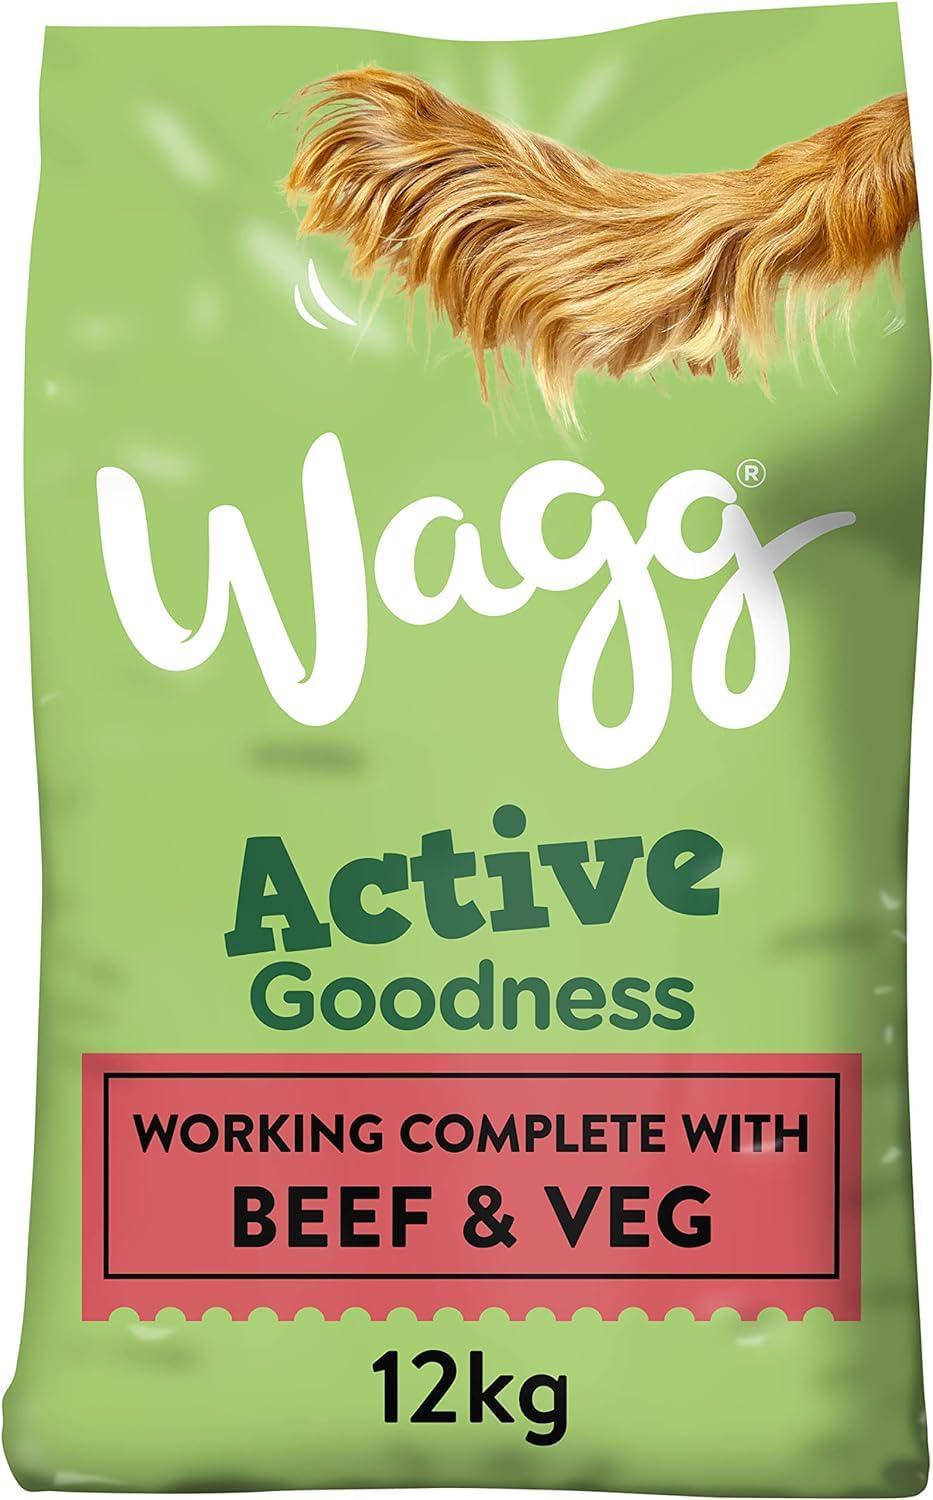 Wagg®
Active
Goodness
WORKING COMPLETE WITH
BEEF & VEG
12kg